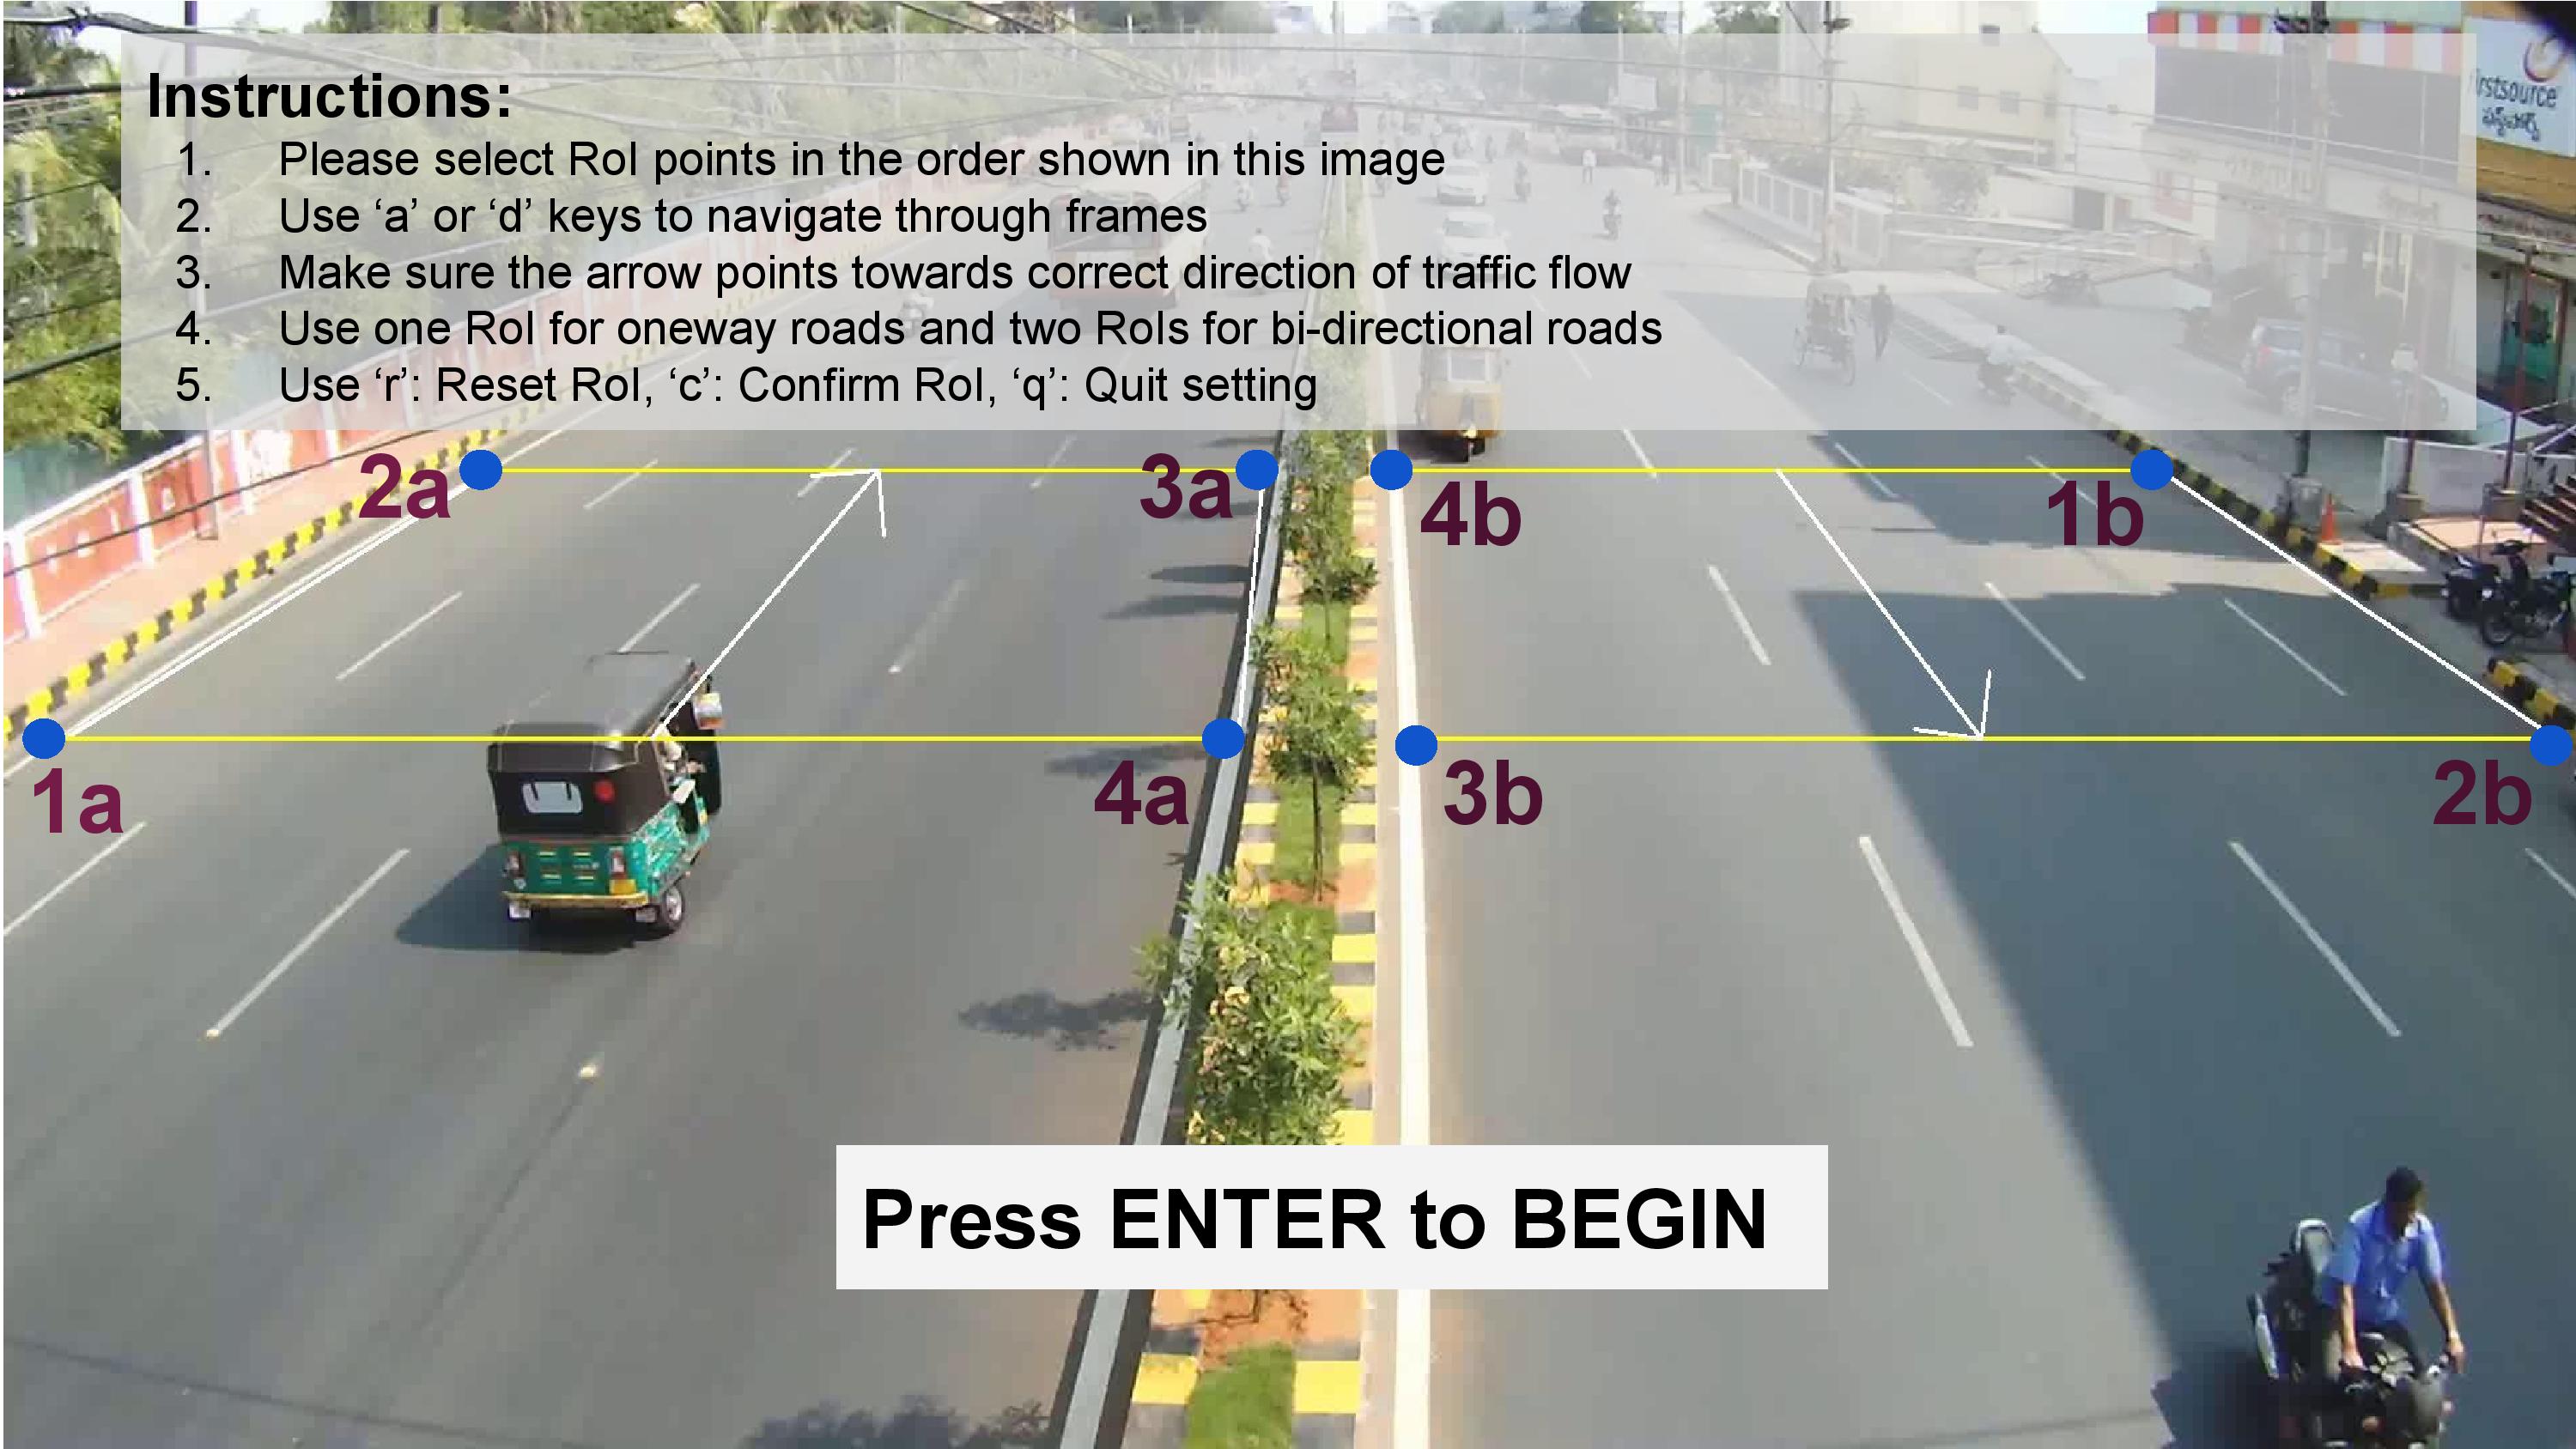 Instructions:
1. Please select RoI points in the order shown in this image
2. Use ‘a’ or ‘d’ keys to navigate through frames
3. Make sure the arrow points towards correct direction of traffic flow
4. Use one RoI for oneway roads and two RoIs for bi-directional roads
5. Use ‘r’: Reset RoI, ‘c’: Confirm RoI, ‘q’: Quit setting
irstsource
ఫస్ట్‌సోర్స్
2a 3a 4b 1b
1a 4a 3b 2b
Press ENTER to BEGIN